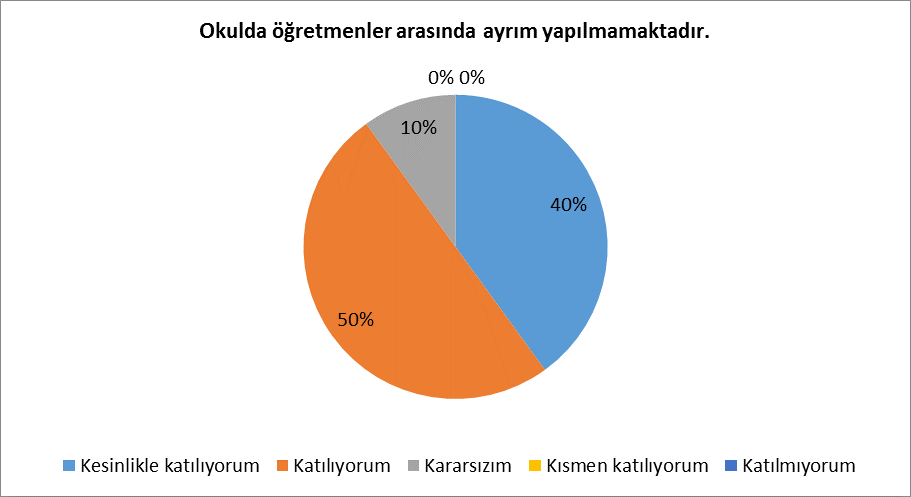 Okulda öğretmenler arasında ayrım yapılmamaktadır.
0% 0%
10%
40%
50%
Kesinlikle katılıyorum Katılıyorum Kararsızım Kısmen katılıyorum Katılmıyorum